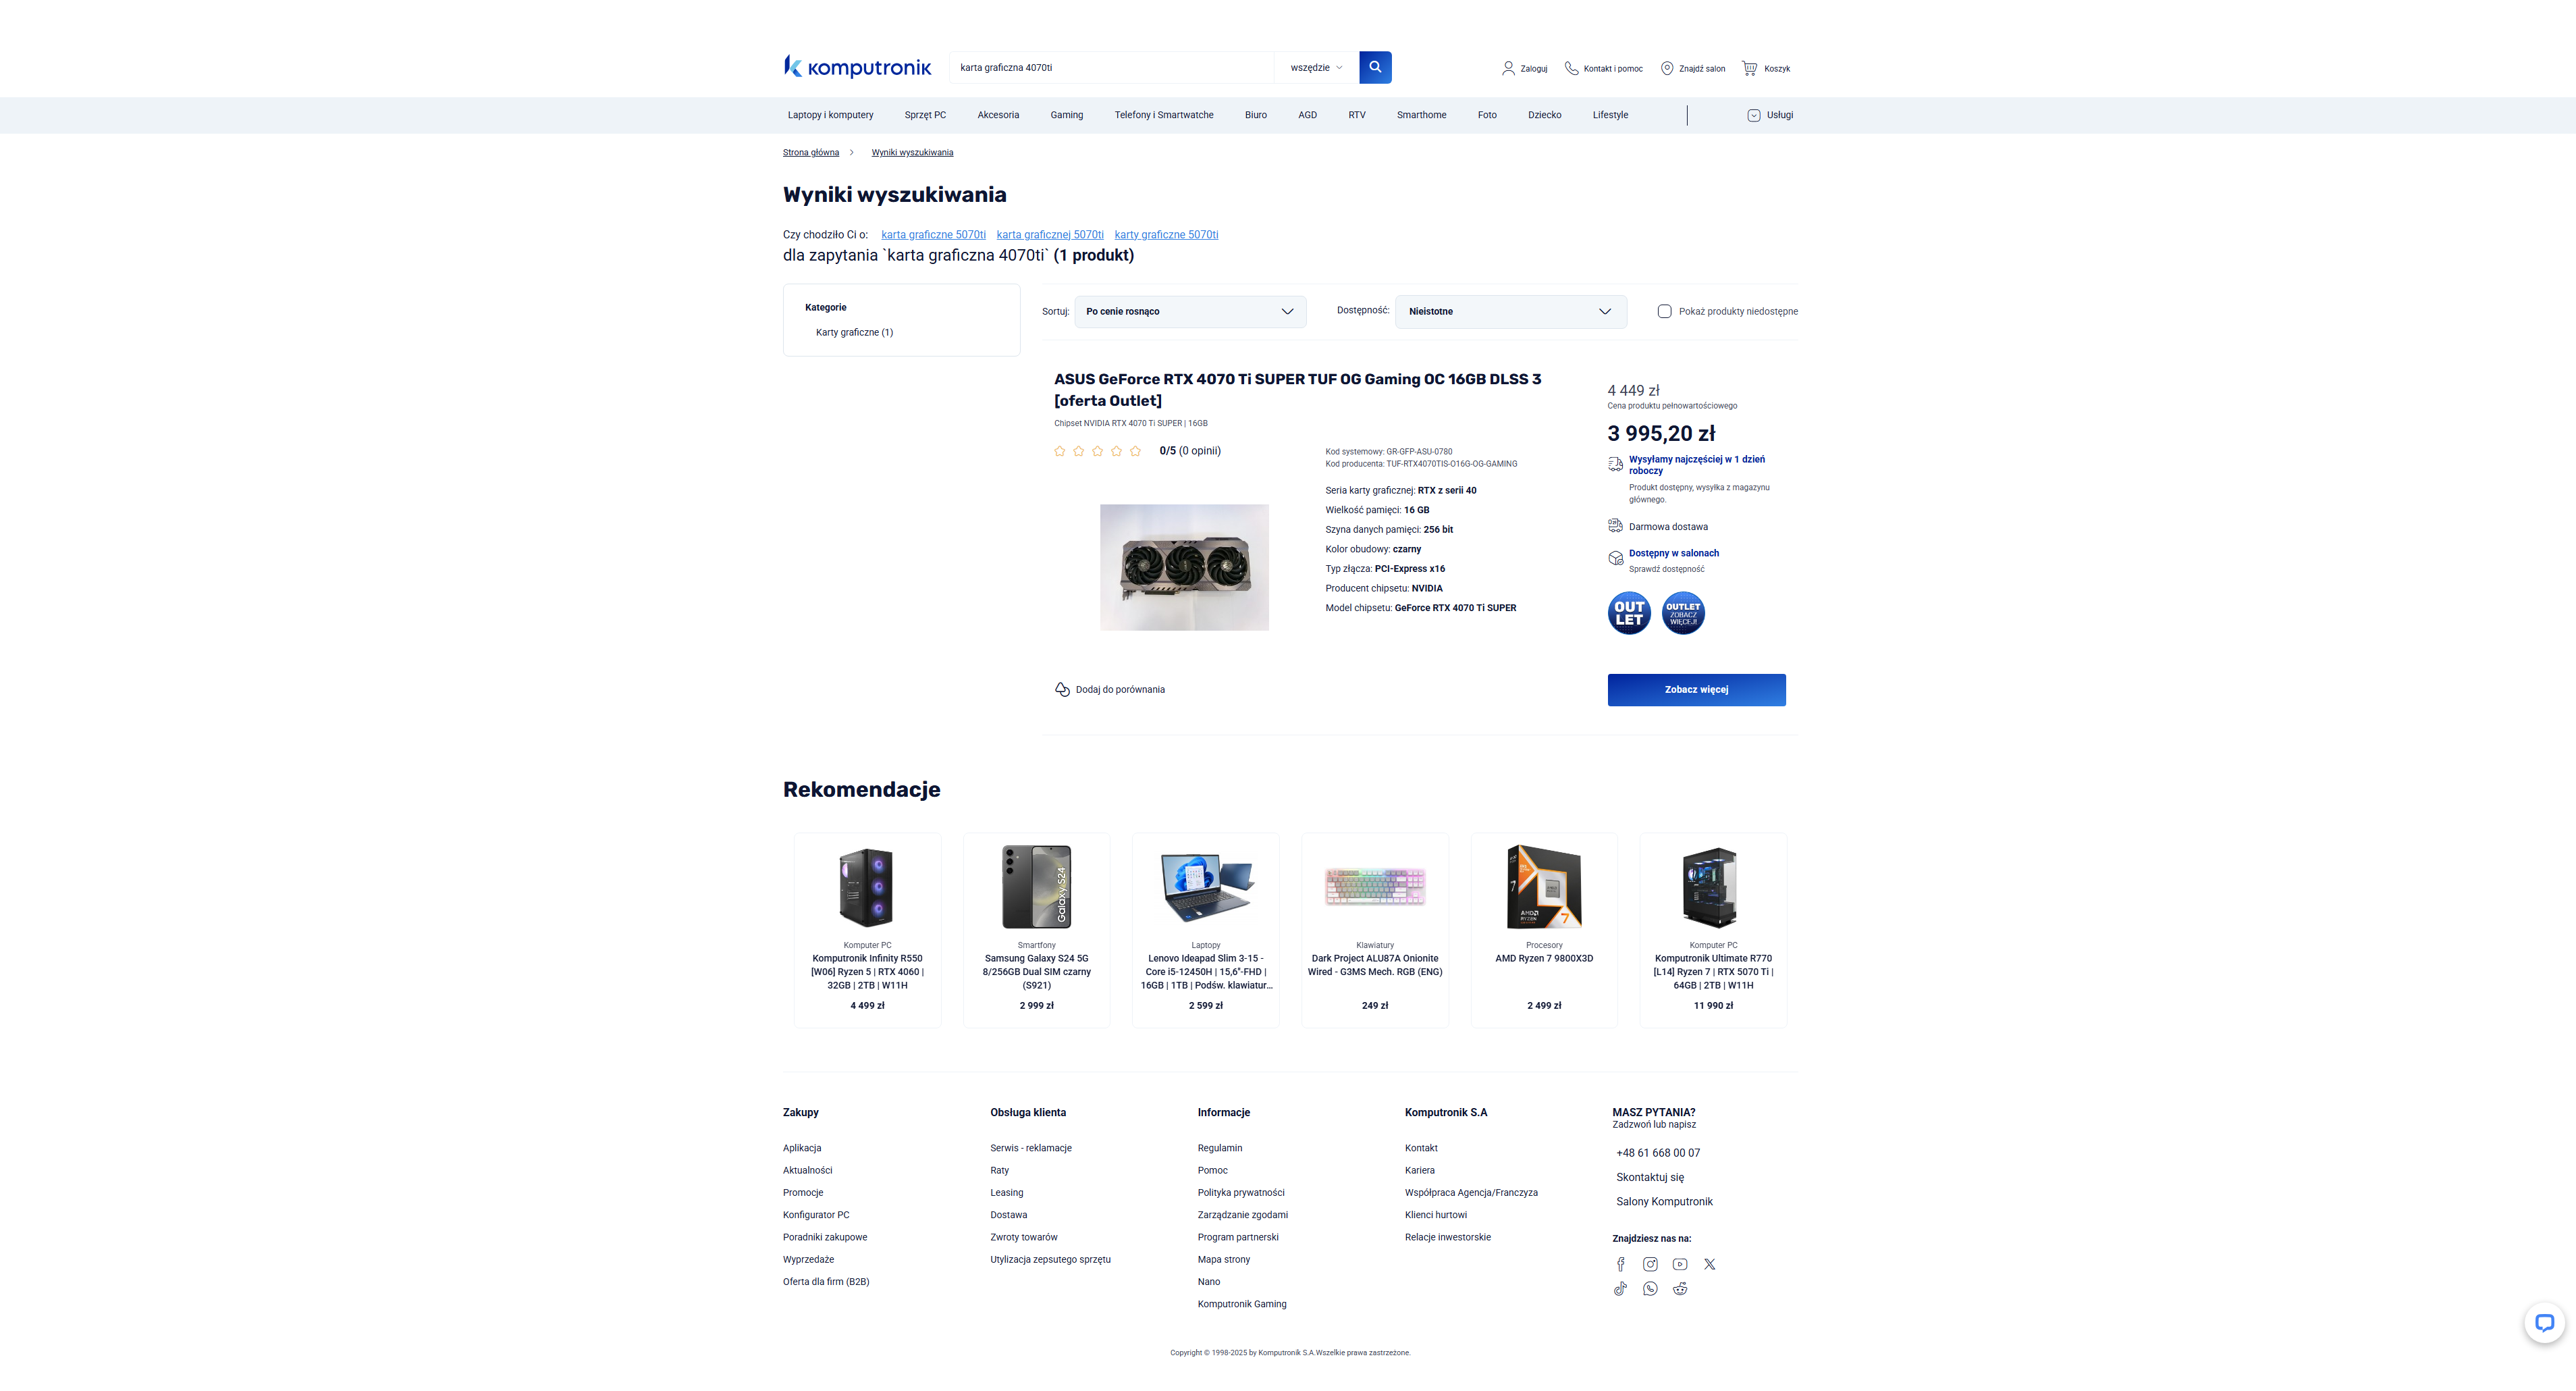 komputronik
karta graficzna 4070ti
wszędzie
Zaloguj
Kontakt i pomoc
Znajdź salon
Koszyk
Laptopy i komputery
Sprzęt PC
Akcesoria
Gaming
Telefony i Smartwatche
Biuro
AGD
RTV
Smarthome
Foto
Dziecko
Lifestyle
Usługi
Strona główna
Wyniki wyszukiwania
Wyniki wyszukiwania
Czy chodziło Ci o: karta graficzne 5070ti karta graficznej 5070ti karty graficzne 5070ti
dla zapytania `karta graficzna 4070ti` (1 produkt)
Kategorie
Karty graficzne (1)
Sortuj: Po cenie rosnąco
Dostępność: Nieistotne
Pokaż produkty niedostępne
ASUS GeForce RTX 4070 Ti SUPER TUF OG Gaming OC 16GB DLSS 3
[oferta Outlet]
Chipset NVIDIA RTX 4070 Ti SUPER | 16GB
0/5 (0 opinii)
Kod systemowy: GR-GFP-ASU-0780
Kod producenta: TUF-RTX4070TIS-O16G-OG-GAMING
Seria karty graficznej: RTX z serii 40
Wielkość pamięci: 16 GB
Szyna danych pamięci: 256 bit
Kolor obudowy: czarny
Typ złącza: PCI-Express x16
Producent chipsetu: NVIDIA
Model chipsetu: GeForce RTX 4070 Ti SUPER
4 449 zł
Cena produktu pełnowartościowego
3 995,20 zł
Wysyłamy najczęściej w 1 dzień
roboczy
Produkt dostępny, wysyłka z magazynu
głównego.
Darmowa dostawa
Dostępny w salonach
Sprawdź dostępność
OUT
LET
OUTLET
ZOBACZ
WIĘCEJ!
Dodaj do porównania
Zobacz więcej
Rekomendacje
Galaxy S24
AMD
RYZEN
7
7
Komputer PC
Komputronik Infinity R550
[W06] Ryzen 5 | RTX 4060 |
32GB | 2TB | W11H
4 499 zł
Smartfony
Samsung Galaxy S24 5G
8/256GB Dual SIM czarny
(S921)
2 999 zł
Laptopy
Lenovo Ideapad Slim 3-15 -
Core i5-12450H | 15,6"-FHD |
16GB | 1TB | Podśw. klawiatur...
2 599 zł
Klawiatury
Dark Project ALU87A Onionite
Wired - G3MS Mech. RGB (ENG)
249 zł
Procesory
AMD Ryzen 7 9800X3D
2 499 zł
Komputer PC
Komputronik Ultimate R770
[L14] Ryzen 7 | RTX 5070 Ti |
64GB | 2TB | W11H
11 990 zł
Zakupy
Aplikacja
Aktualności
Promocje
Konfigurator PC
Poradniki zakupowe
Wyprzedaże
Oferta dla firm (B2B)
Obsługa klienta
Serwis - reklamacje
Raty
Leasing
Dostawa
Zwroty towarów
Utylizacja zepsutego sprzętu
Informacje
Regulamin
Pomoc
Polityka prywatności
Zarządzanie zgodami
Program partnerski
Mapa strony
Nano
Komputronik Gaming
Komputronik S.A
Kontakt
Kariera
Współpraca Agencja/Franczyza
Klienci hurtowi
Relacje inwestorskie
MASZ PYTANIA?
Zadzwoń lub napisz
+48 61 668 00 07
Skontaktuj się
Salony Komputronik
Znajdziesz nas na:
Copyright © 1998-2025 by Komputronik S.A.Wszelkie prawa zastrzeżone.